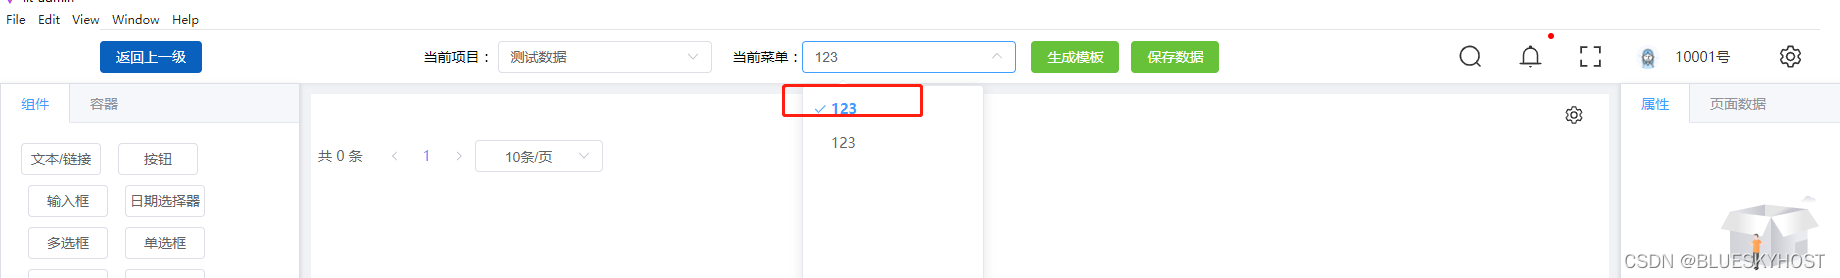 File Edit View Window Help
返回上一级 当前项目： 测试数据 当前菜单： 123 生成模板 保存数据 10001号
组件 容器 123 属性 页面数据
123
文本/链接 按钮 共 0 条 1 10条/页
输入框 日期选择器
多选框 单选框
CSDN @BLUESKYHOST